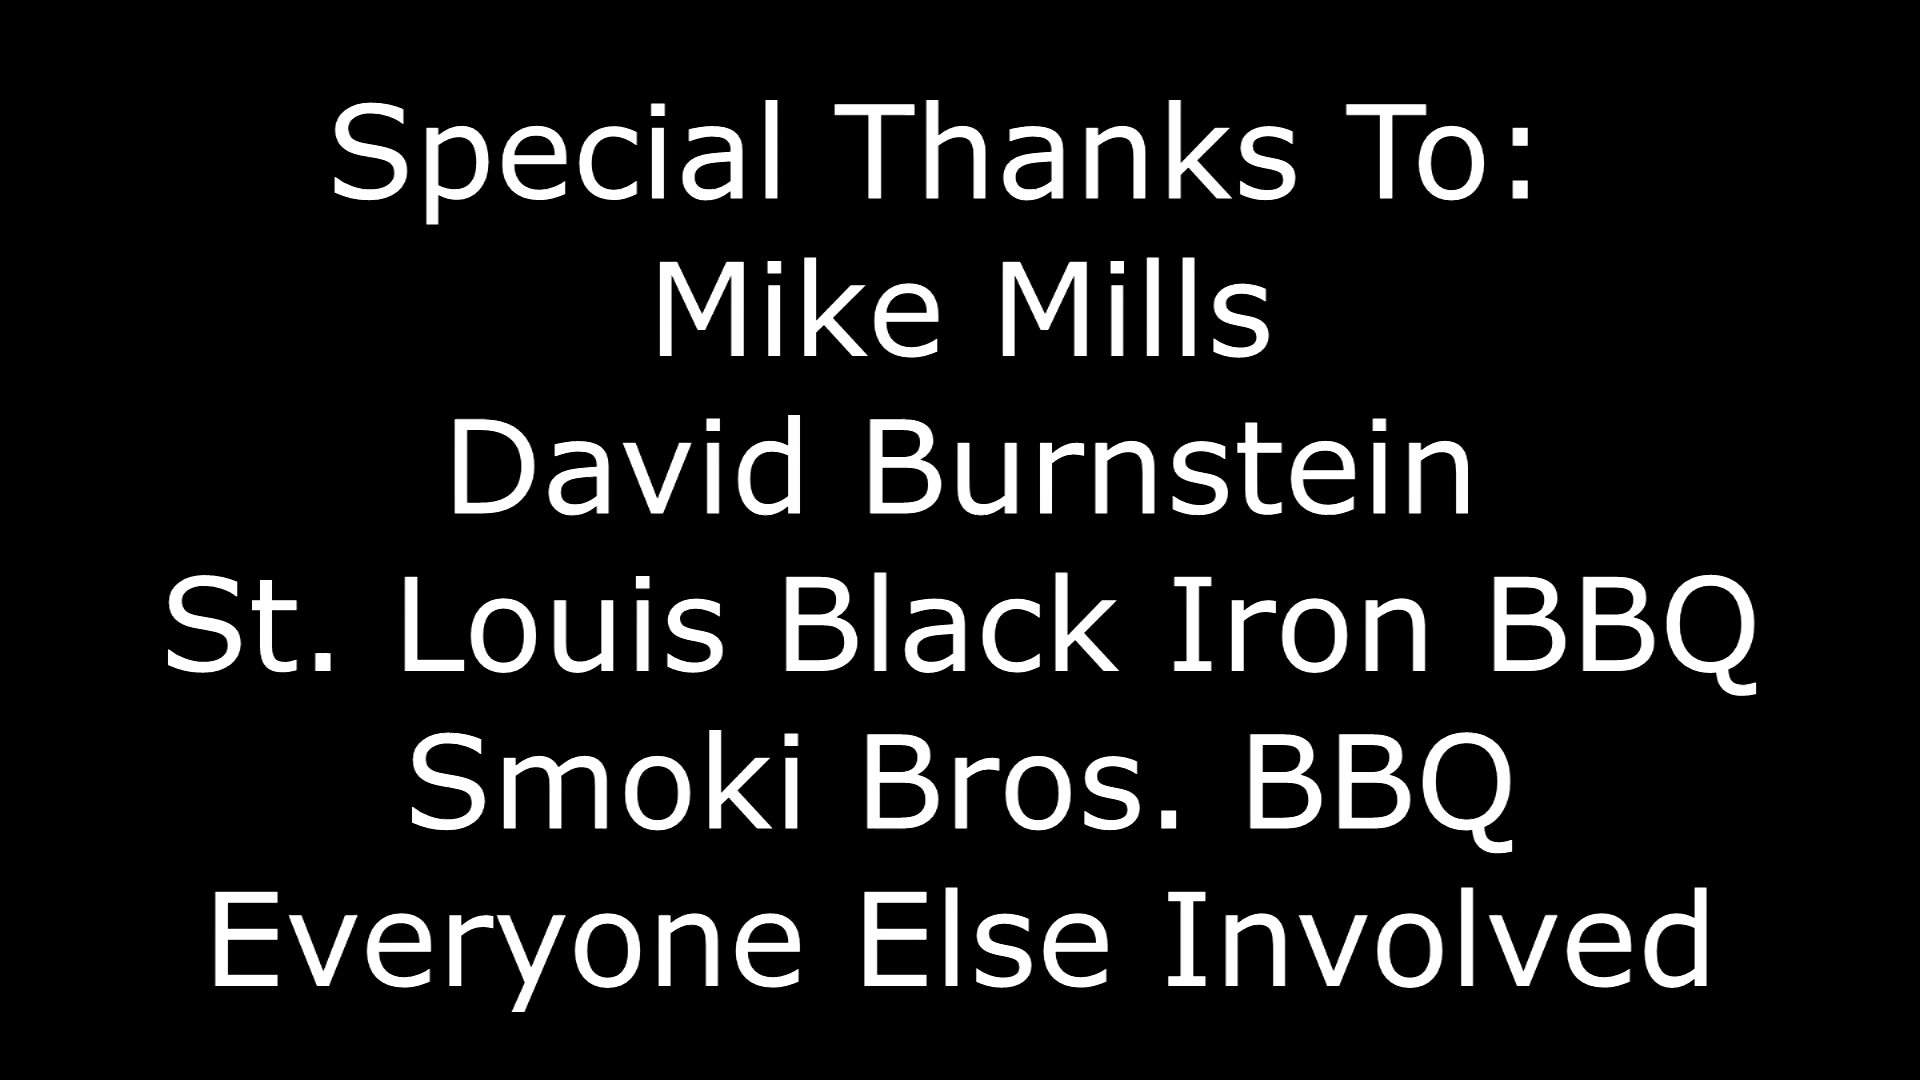 Special Thanks To:
Mike Mills
David Burnstein
St. Louis Black Iron BBQ
Smoki Bros. BBQ
Everyone Else Involved